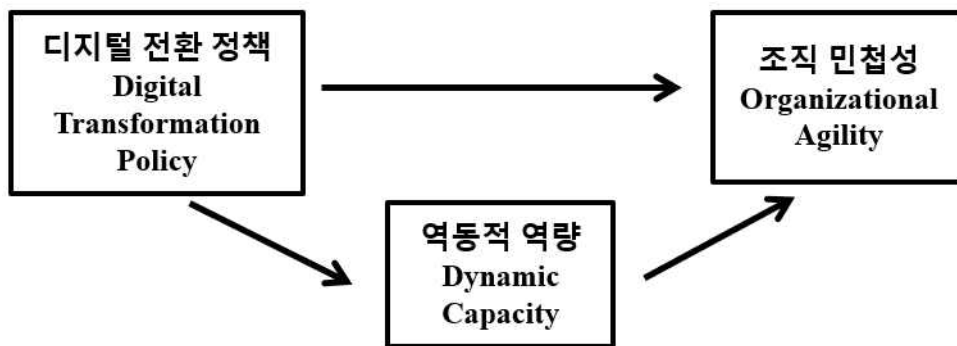 디지털 전환 정책
Digital
Transformation
Policy
조직 민첩성
Organizational
Agility
역동적 역량
Dynamic
Capacity